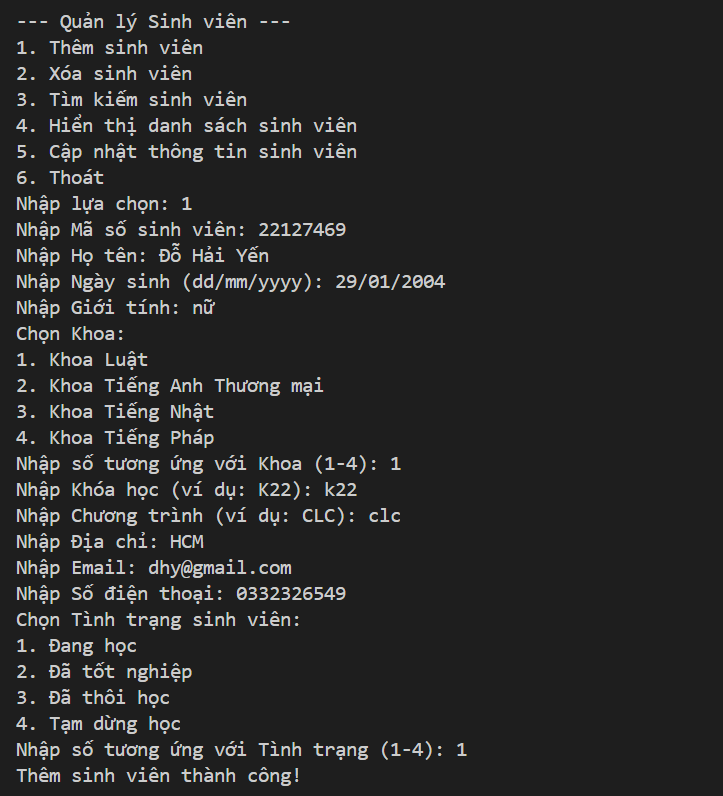 --- Quản lý Sinh viên ---
1. Thêm sinh viên
2. Xóa sinh viên
3. Tìm kiếm sinh viên
4. Hiển thị danh sách sinh viên
5. Cập nhật thông tin sinh viên
6. Thoát
Nhập lựa chọn: 1
Nhập Mã số sinh viên: 22127469
Nhập Họ tên: Đỗ Hải Yến
Nhập Ngày sinh (dd/mm/yyyy): 29/01/2004
Nhập Giới tính: nữ
Chọn Khoa:
1. Khoa Luật
2. Khoa Tiếng Anh Thương mại
3. Khoa Tiếng Nhật
4. Khoa Tiếng Pháp
Nhập số tương ứng với Khoa (1-4): 1
Nhập Khóa học (ví dụ: K22): k22
Nhập Chương trình (ví dụ: CLC): clc
Nhập Địa chỉ: HCM
Nhập Email: dhy@gmail.com
Nhập Số điện thoại: 0332326549
Chọn Tình trạng sinh viên:
1. Đang học
2. Đã tốt nghiệp
3. Đã thôi học
4. Tạm dừng học
Nhập số tương ứng với Tình trạng (1-4): 1
Thêm sinh viên thành công!